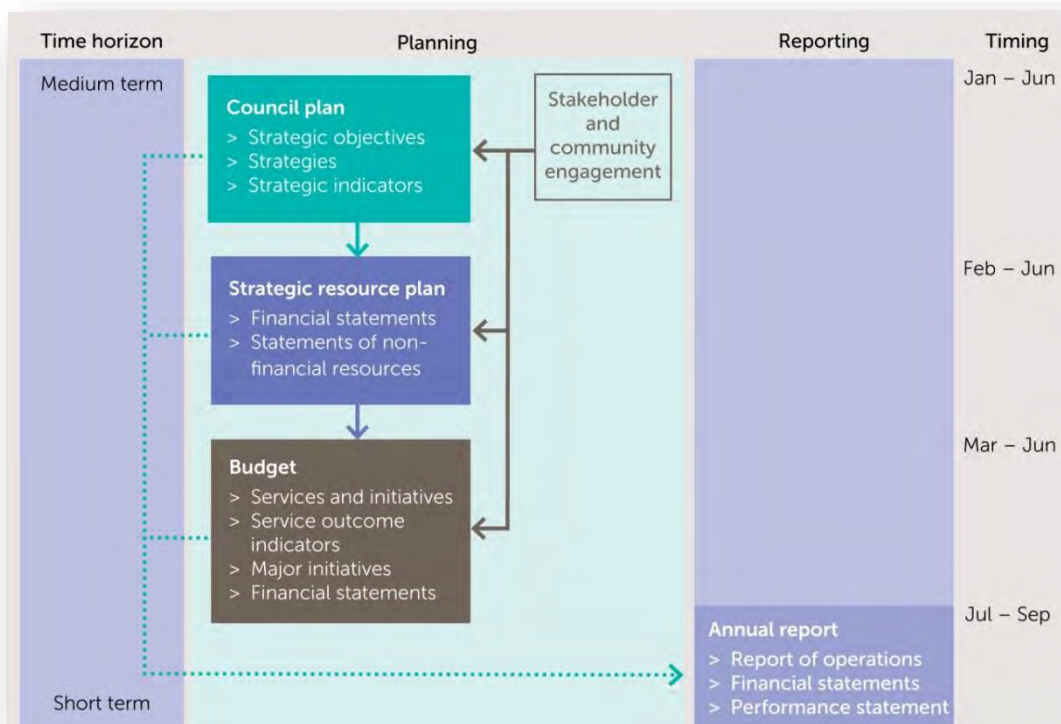 Time horizon
Planning
Reporting
Timing
Medium term
Jan – Jun
Council plan
> Strategic objectives
> Strategies
> Strategic indicators
Stakeholder
and
community
engagement
Feb – Jun
Strategic resource plan
> Financial statements
> Statements of non-
financial resources
Mar – Jun
Budget
> Services and initiatives
> Service outcome
indicators
> Major initiatives
> Financial statements
Jul – Sep
Annual report
> Report of operations
> Financial statements
> Performance statement
Short term